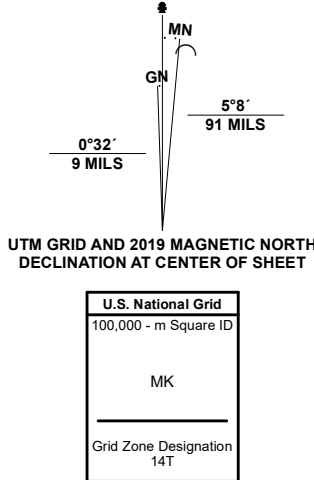 MN
GN
5°8´
91 MILS
0°32´
9 MILS
UTM GRID AND 2019 MAGNETIC NORTH
DECLINATION AT CENTER OF SHEET
U.S. National Grid
100,000 - m Square ID
MK
Grid Zone Designation
14T